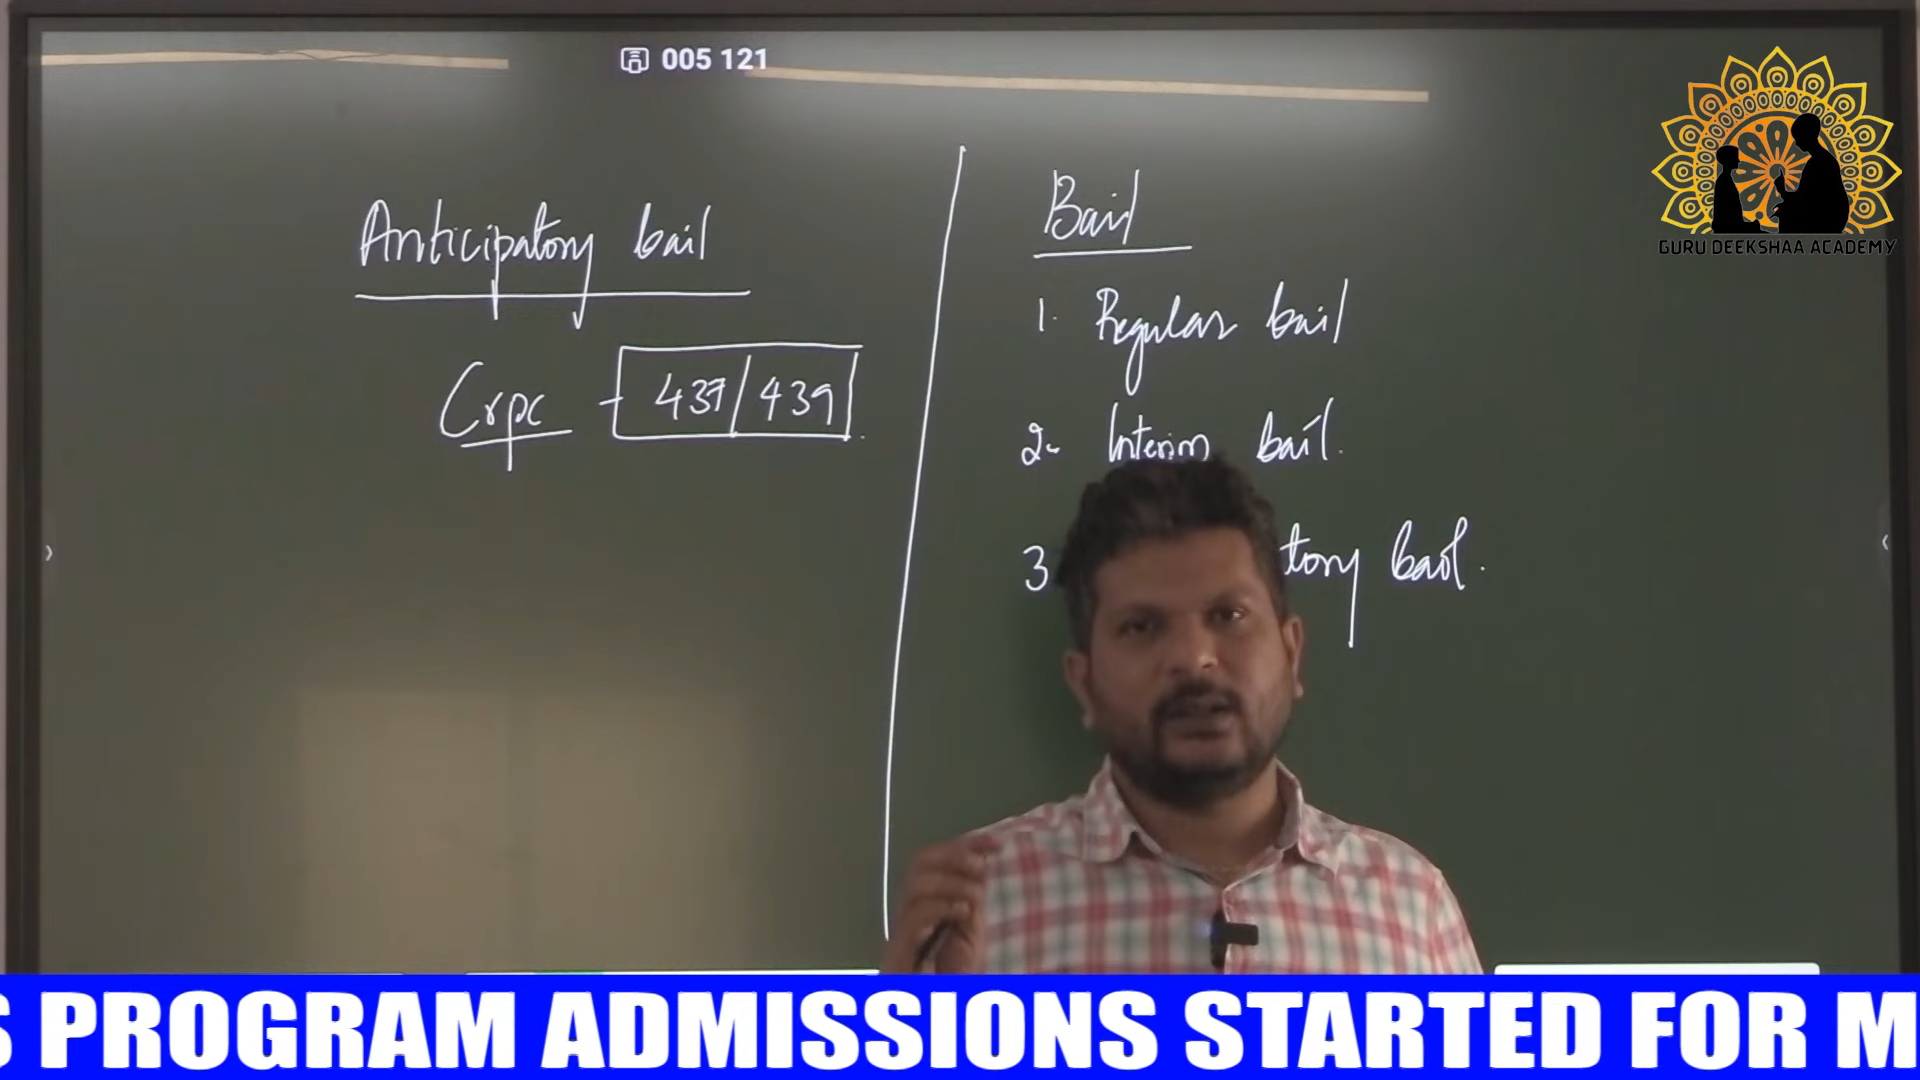 005 121
GURU DEEKSHAA ACADEMY
Anticipatory bail
Crpc - 437/439
Bail
1. Regular bail
2. Interim bail.
3 tory bail.
S PROGRAM ADMISSIONS STARTED FOR M